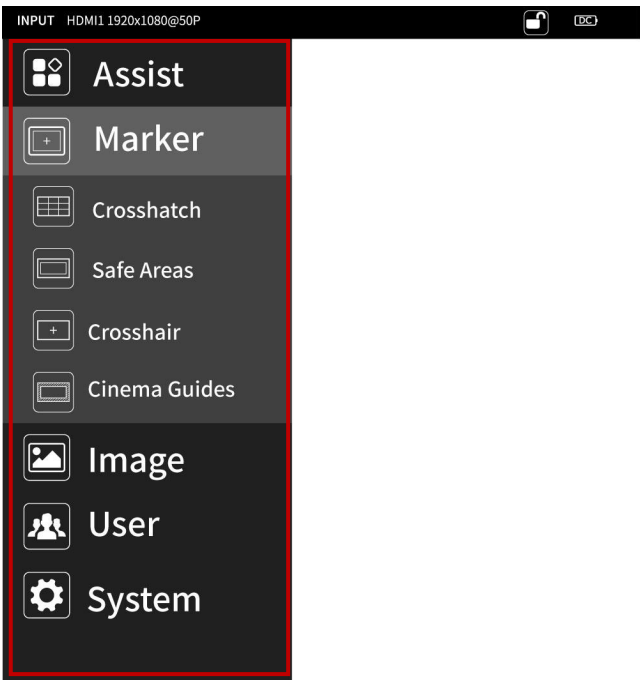 INPUT HDMI1 1920x1080@50P
DC
Assist
Marker
Crosshatch
Safe Areas
Crosshair
Cinema Guides
Image
User
System